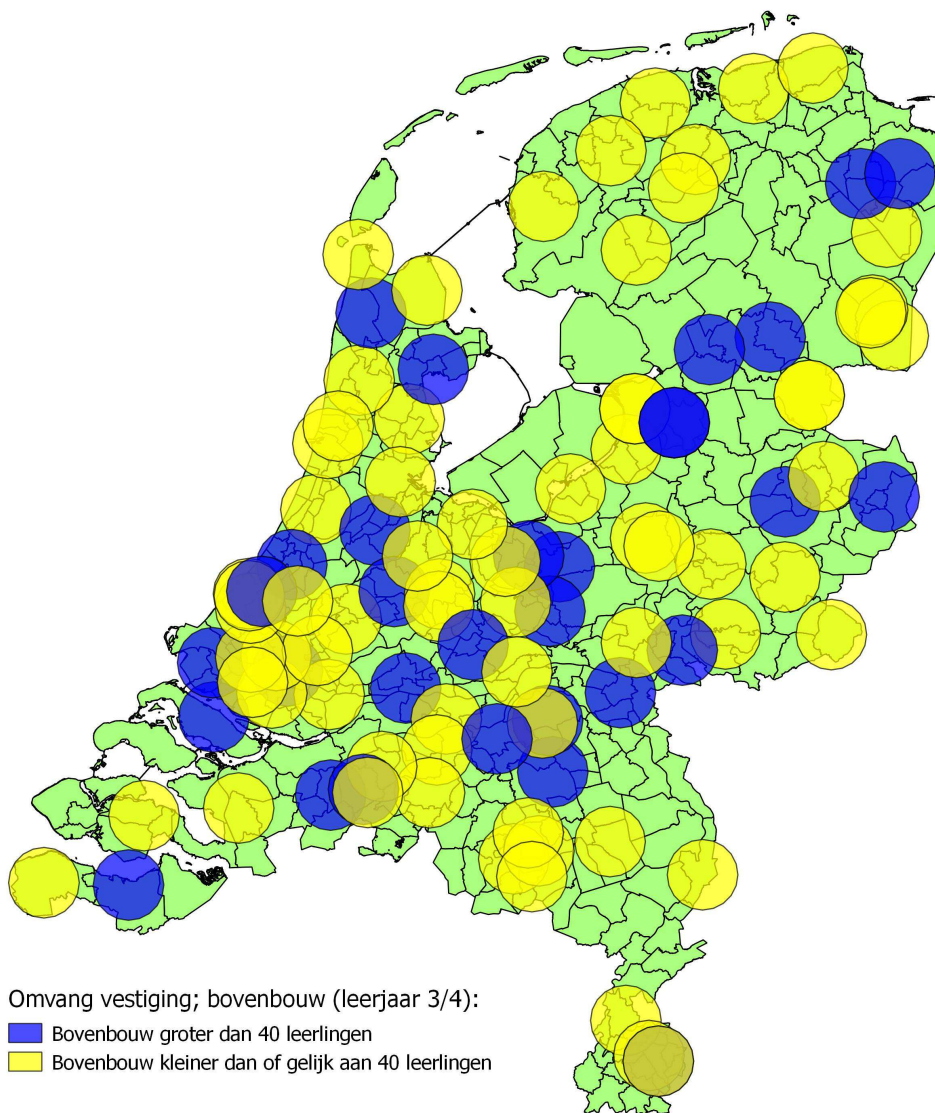 Omvang vestiging; bovenbouw (leerjaar 3/4):
Bovenbouw groter dan 40 leerlingen
Bovenbouw kleiner dan of gelijk aan 40 leerlingen